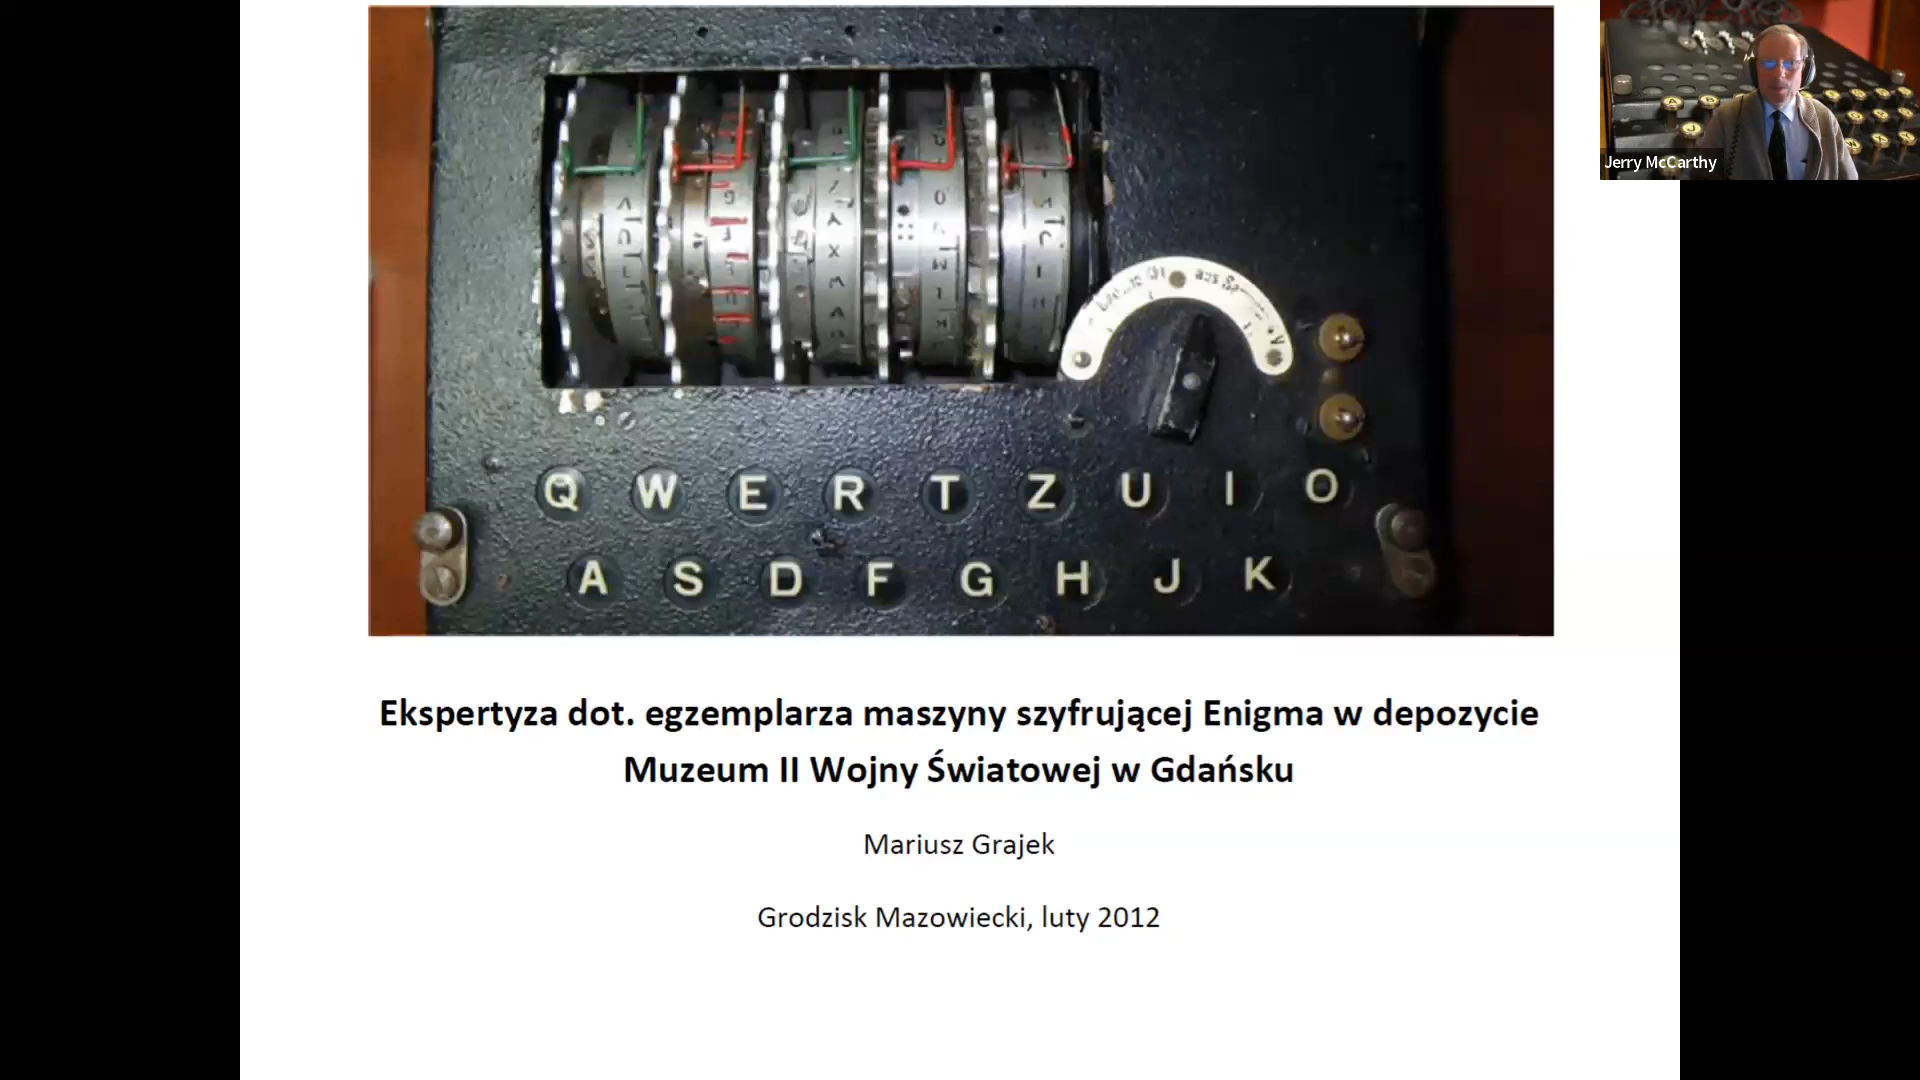 Jerry McCarthy
Q W E R T Z U I O
A S D F G H J K
Ekspertyza dot. egzemplarza maszyny szyfrującej Enigma w depozycie
Muzeum II Wojny Światowej w Gdańsku
Mariusz Grajek
Grodzisk Mazowiecki, luty 2012